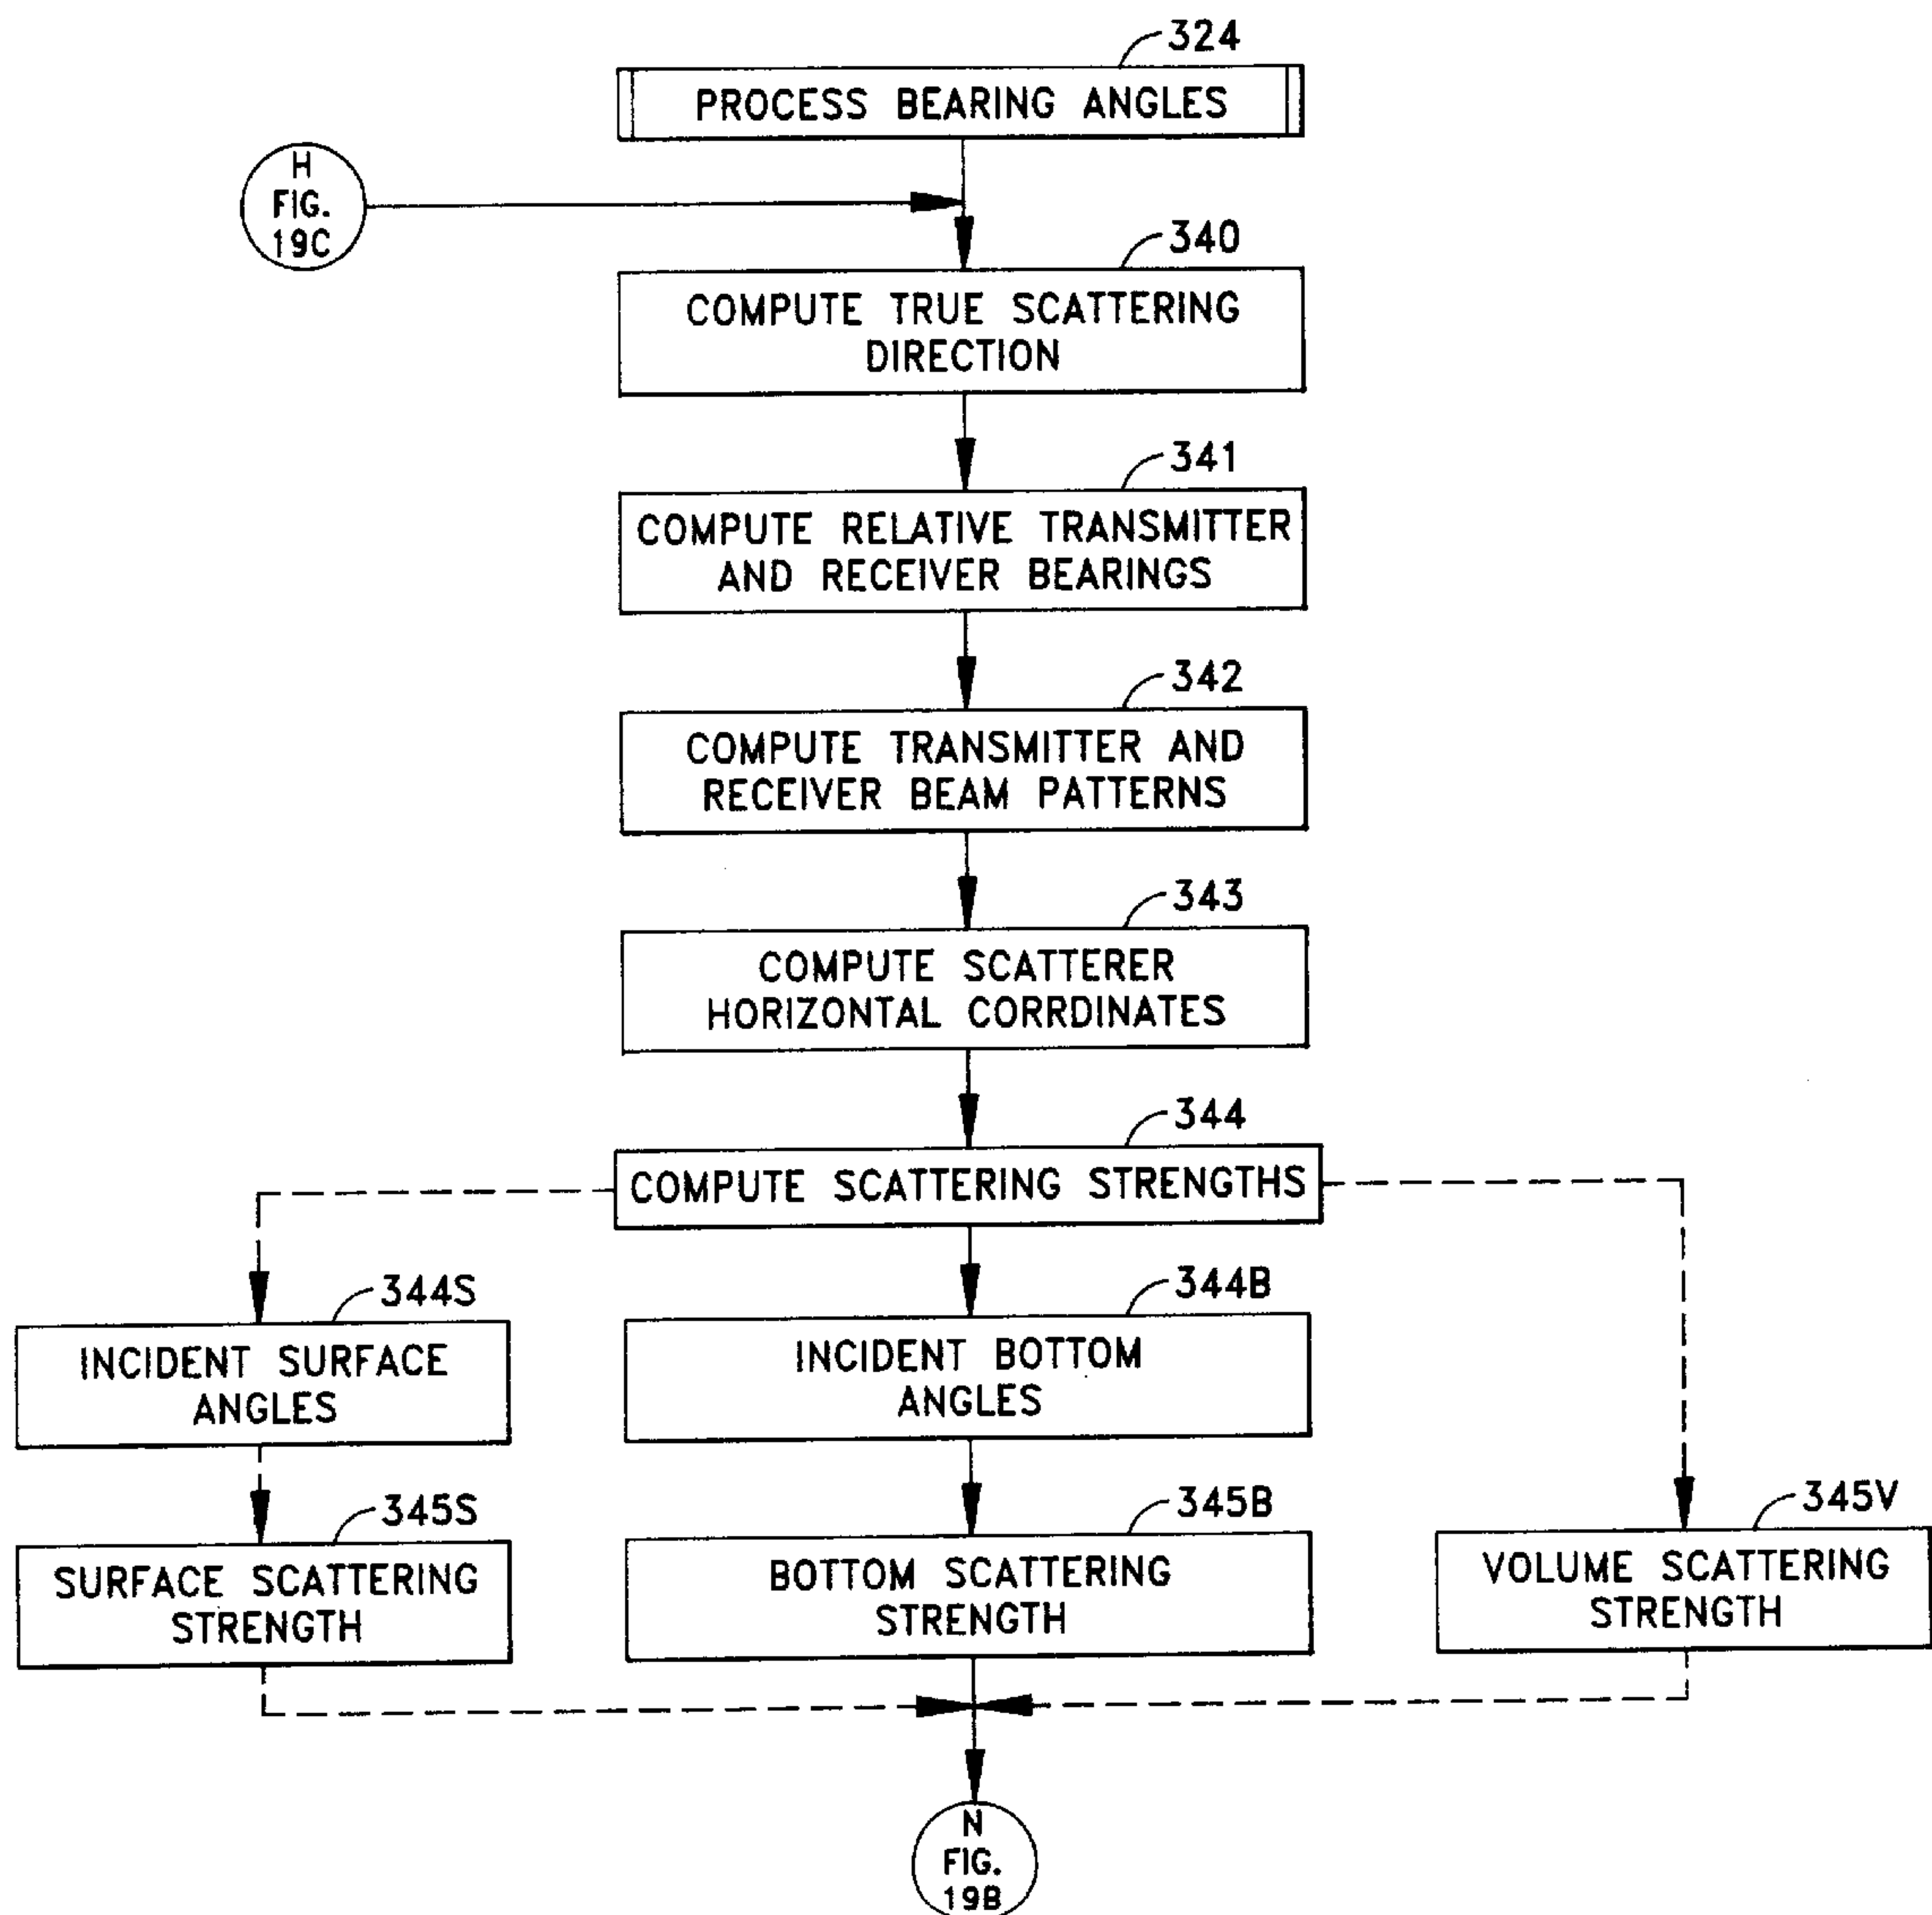 324
PROCESS BEARING ANGLES
H
FIG.
19C
340
COMPUTE TRUE SCATTERING
DIRECTION
341
COMPUTE RELATIVE TRANSMITTER
AND RECEIVER BEARINGS
342
COMPUTE TRANSMITTER AND
RECEIVER BEAM PATTERNS
343
COMPUTE SCATTERER
HORIZONTAL CORRDINATES
344
COMPUTE SCATTERING STRENGTHS
344S
INCIDENT SURFACE
ANGLES
344B
INCIDENT BOTTOM
ANGLES
345S
SURFACE SCATTERING
STRENGTH
345B
BOTTOM SCATTERING
STRENGTH
345V
VOLUME SCATTERING
STRENGTH
N
FIG.
19B